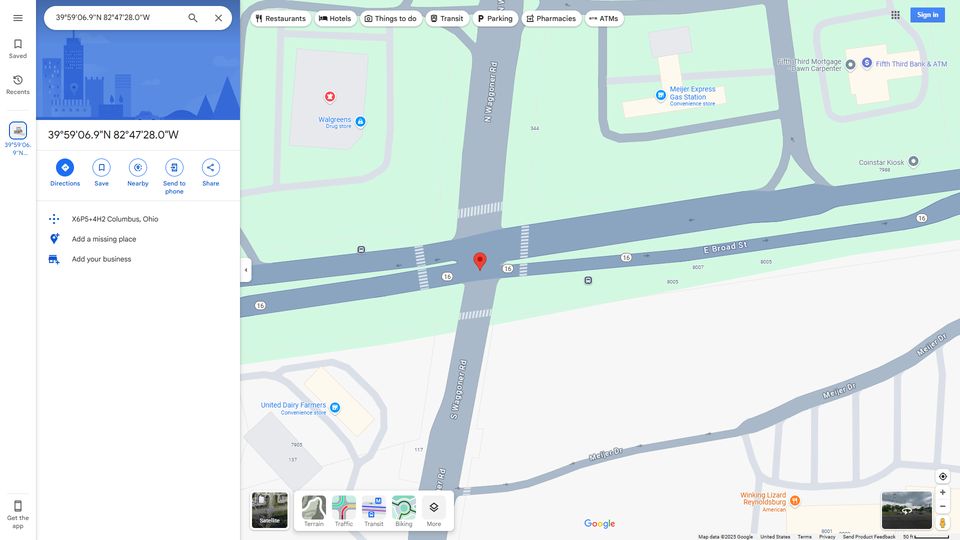 39°59'06.9"N 82°47'28.0"W
Restaurants
Hotels
Things to do
Transit
Parking
Pharmacies
ATMs
Sign in
Saved
Recents
39°59'06.
9"N...
39°59'06.9"N 82°47'28.0"W
Directions
Save
Nearby
Send to
phone
Share
X6P5+4H2 Columbus, Ohio
Add a missing place
Add your business
Get the
app
N Waggoner Rd
Walgreens
Drug store
344
Meijer Express
Gas Station
Convenience store
Fifth Third Mortgage
Dawn Carpenter
Fifth Third Bank & ATM
Coinstar Kiosk
7988
16
16
16
16
16
E Broad St
8007
8005
8005
S Waggoner Rd
Meijer Dr
Meijer Dr
Meijer Dr
United Dairy Farmers
Convenience store
7905
137
117
Winking Lizard
Reynoldsburg
American
8001
Satellite
Terrain
Traffic
Transit
Biking
More
Google
Map data ©2025 Google
United States
Terms
Privacy
Send Product Feedback
50 ft